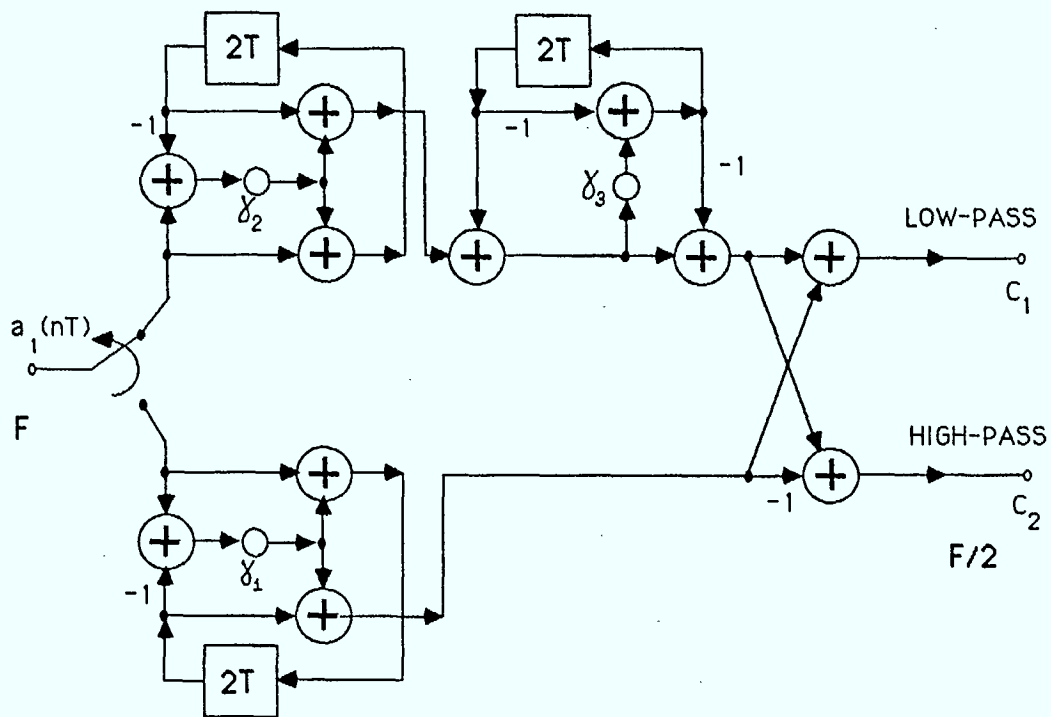 2T
2T
+
+
-1
-1
+
γ₂
γ₃
-1
+
+
+
LOW-PASS
+
C₁
a₁(nT)
F
HIGH-PASS
+
+
-1
C₂
+
γ₁
F/2
-1
+
2T